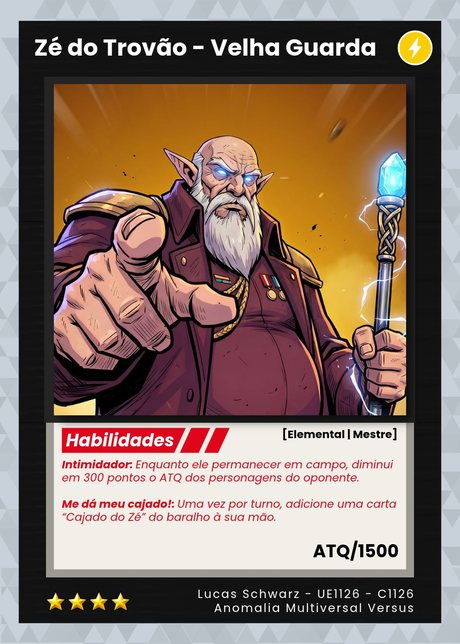 Zé do Trovão - Velha Guarda
Habilidades
[Elemental | Mestre]
Intimidador: Enquanto ele permanecer em campo, diminui
em 300 pontos o ATQ dos personagens do oponente.
Me dá meu cajado!: Uma vez por turno, adicione uma carta
“Cajado do Zé” do baralho à sua mão.
ATQ/1500
Lucas Schwarz - UE1126 - C1126
Anomalia Multiversal Versus